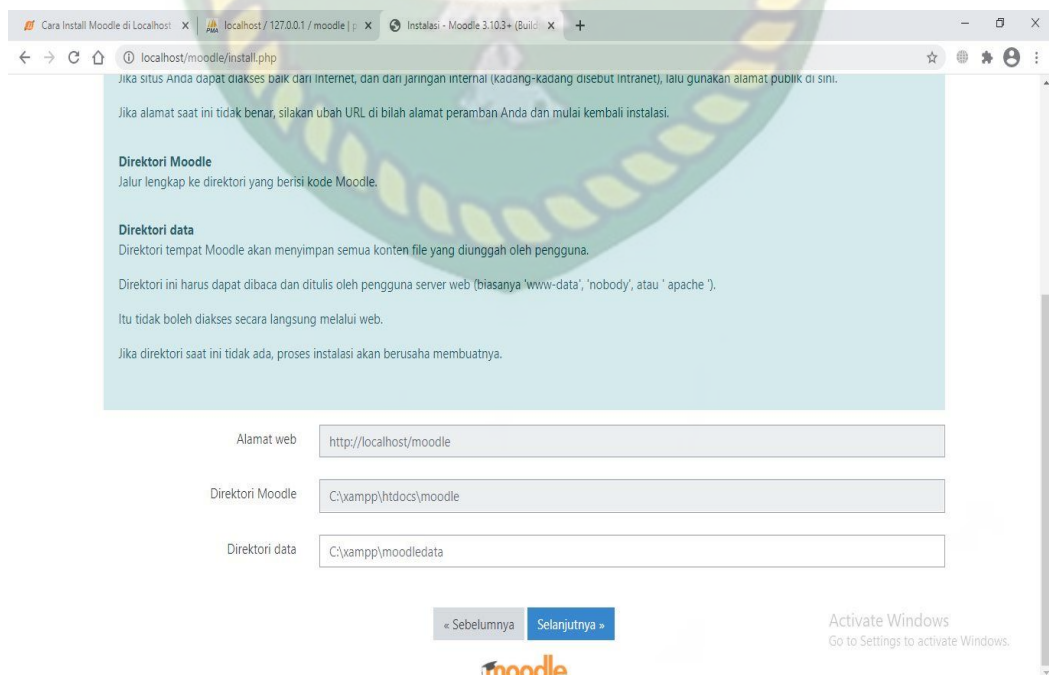 Cara Install Moodle di Localhost
localhost / 127.0.0.1 / moodle | p
Instalasi - Moodle 3.10.3+ (Build
localhost/moodle/install.php
Jika situs Anda dapat diakses baik dari Internet, dan dari jaringan internal (kadang-kadang disebut Intranet), lalu gunakan alamat publik di sini.
Jika alamat saat ini tidak benar, silakan ubah URL di bilah alamat peramban Anda dan mulai kembali instalasi.
Direktori Moodle
Jalur lengkap ke direktori yang berisi kode Moodle.
Direktori data
Direktori tempat Moodle akan menyimpan semua konten file yang diunggah oleh pengguna.
Direktori ini harus dapat dibaca dan ditulis oleh pengguna server web (biasanya 'www-data', 'nobody', atau ' apache ').
Itu tidak boleh diakses secara langsung melalui web.
Jika direktori saat ini tidak ada, proses instalasi akan berusaha membuatnya.
Alamat web
http://localhost/moodle
Direktori Moodle
C:\xampp\htdocs\moodle
Direktori data
C:\xampp\moodledata
« Sebelumnya
Selanjutnya »
Activate Windows
Go to Settings to activate Windows.
moodle